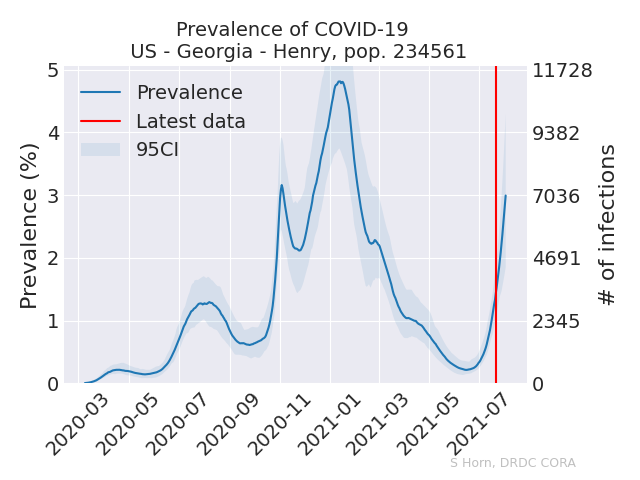 Prevalence of COVID-19
US - Georgia - Henry, pop. 234561
Prevalence
Latest data
95CI
Prevalence (%)
5
4
3
2
1
0
11728
9382
7036
4691
2345
0
# of infections
2020-03
2020-05
2020-07
2020-09
2020-11
2021-01
2021-03
2021-05
2021-07
S Horn, DRDC CORA